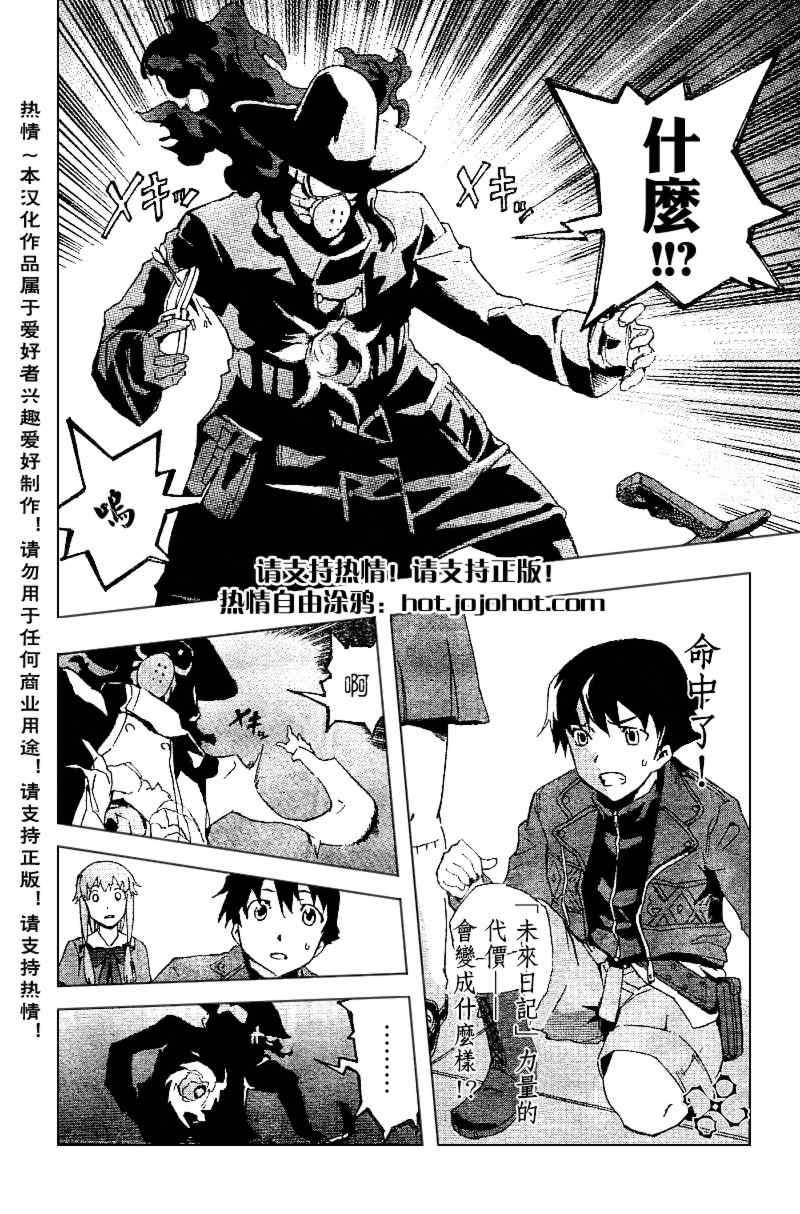 什麼!!?
メキッ
メキッ
嗚
请支持热情！请支持正版！
热情自由涂鸦：hot.jojohot.com
命中了！
「未來日記」力量的
代價——
會變成什麼樣!?
啊
メキッ
………
热情～本汉化作品属于爱好者兴趣爱好制作！请勿用于任何商业用途！请支持正版！请支持热情！